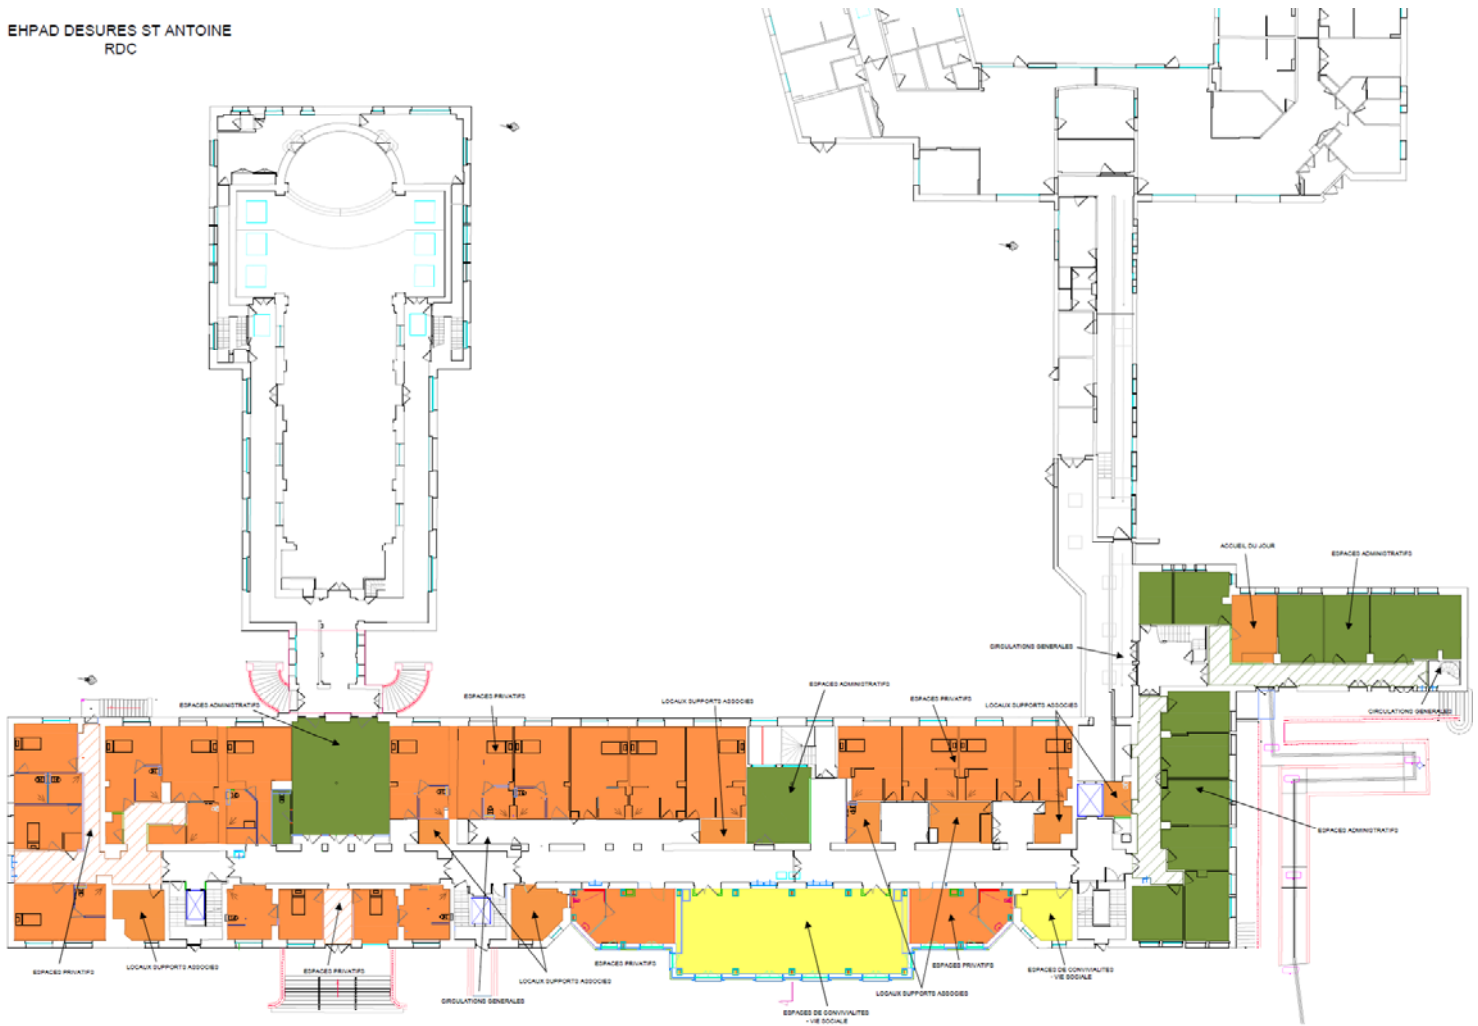 EHPAD DESURES ST ANTOINE
RDC
ACCUEIL DU JOUR
ESPACES ADMINISTRATIFS
CIRCULATIONS GENERALES
ESPACES ADMINISTRATIFS
ESPACES PRIVATIFS
ESPACES PRIVATIFS
LOCAUX SUPPORTS ASSOCIES
ESPACES ADMINISTRATIFS
LOCAUX SUPPORTS ASSOCIES
CIRCULATIONS GENERALES
ESPACES ADMINISTRATIFS
ESPACES PRIVATIFS
LOCAUX SUPPORTS ASSOCIES
ESPACES PRIVATIFS
CIRCULATIONS GENERALES
LOCAUX SUPPORTS ASSOCIES
ESPACES PRIVATIFS
ESPACES DE CONVIVIALITES
- VIE SOCIALE
LOCAUX SUPPORTS ASSOCIES
ESPACES PRIVATIFS
ESPACES DE CONVIVIALITES
- VIE SOCIALE